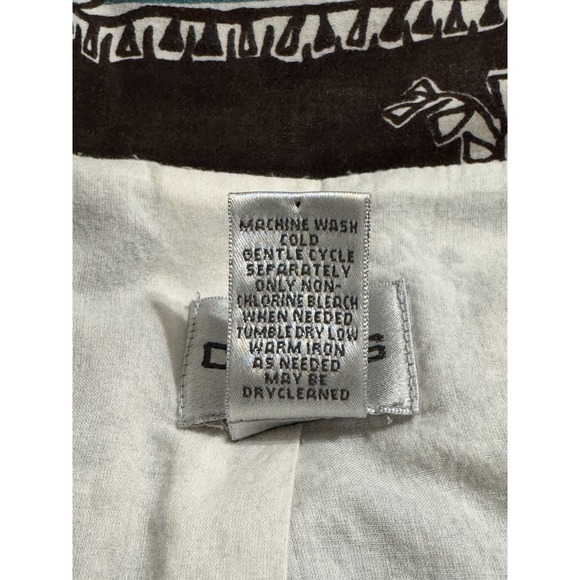 MACHINE WASH
COLD
GENTLE CYCLE
SEPARATELY
ONLY NON-
CHLORINE BLEACH
WHEN NEEDED
TUMBLE DRY LOW
WARM IRON
AS NEEDED
MAY BE
DRYCLEANED